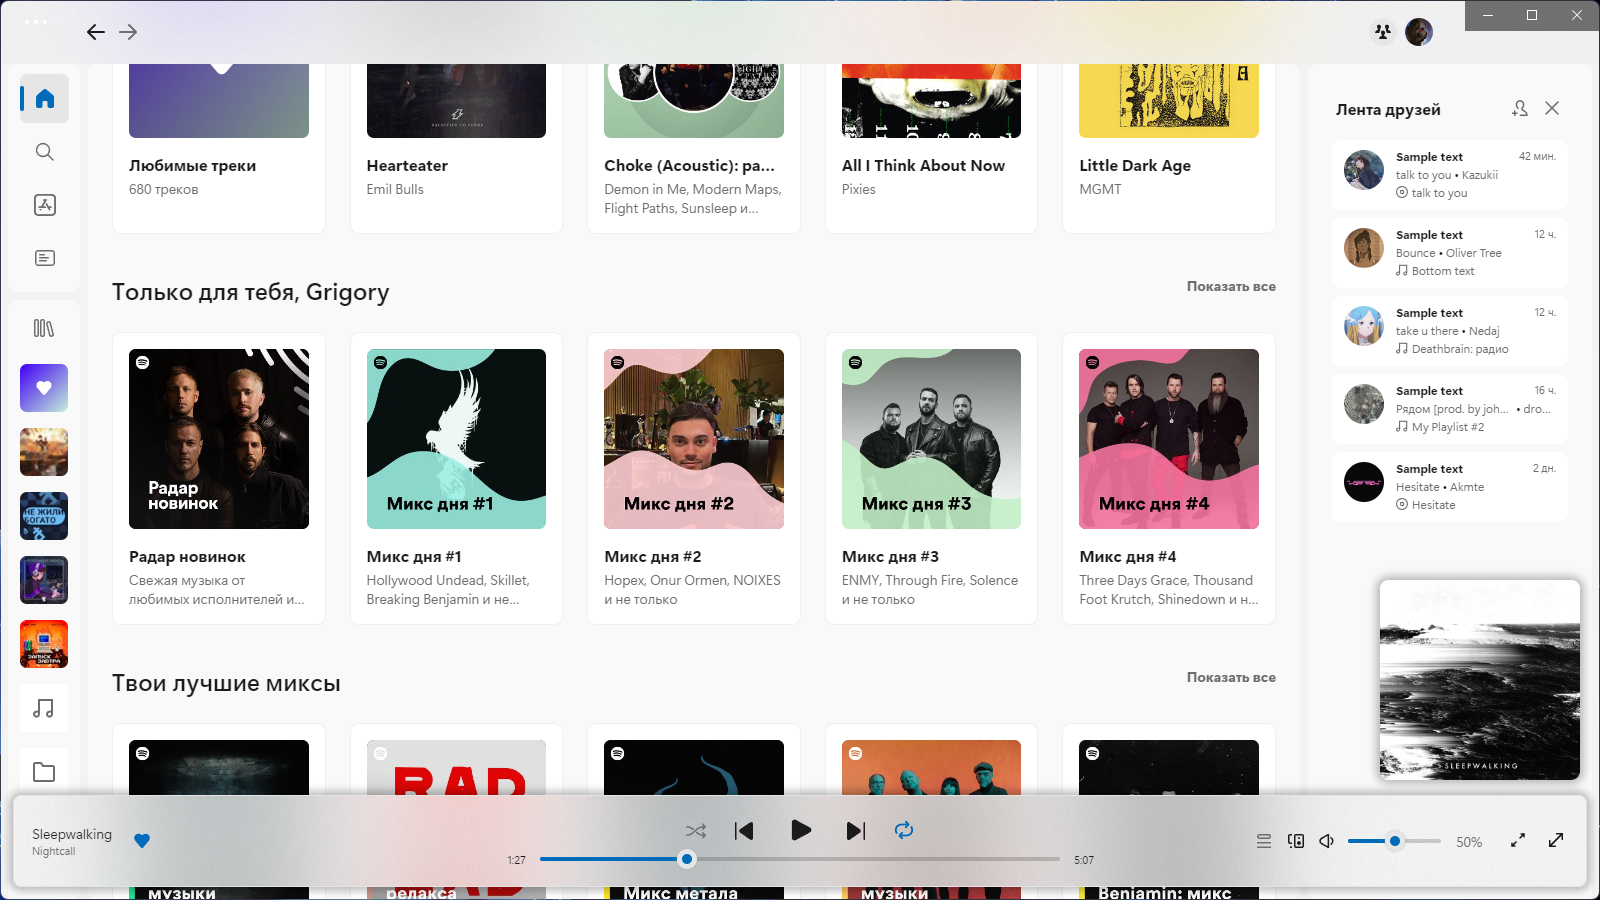 Любимые треки
680 треков
Hearteater
Emil Bulls
Choke (Acoustic): ра...
Demon in Me, Modern Maps,
Flight Paths, Sunsleep и...
All I Think About Now
Pixies
Little Dark Age
MGMT
Только для тебя, Grigory
Показать все
Радар
новинок
Радар новинок
Свежая музыка от
любимых исполнителей и...
Микс дня #1
Микс дня #1
Hollywood Undead, Skillet,
Breaking Benjamin и не...
Микс дня #2
Микс дня #2
Hopex, Onur Ormen, NOIXES
и не только
Микс дня #3
Микс дня #3
ENMY, Through Fire, Solence
и не только
Микс дня #4
Микс дня #4
Three Days Grace, Thousand
Foot Krutch, Shinedown и н...
Твои лучшие миксы
Показать все
RAD
музыки
редакса
Микс метала
музыки
Benjamin: микс
НЕ ЖИЛИ
БОГАТО
ЗАПУСК
ЗАВТРА
Лента друзей
Sample text
42 мин.
talk to you • Kazukii
talk to you
Sample text
12 ч.
Bounce • Oliver Tree
Bottom text
Sample text
12 ч.
take u there • Nedaj
Deathbrain: радио
Sample text
16 ч.
Рядом [prod. by joh... • dro...
My Playlist #2
Sample text
2 дн.
Hesitate • Akmte
Hesitate
SLEEPWALKING
Sleepwalking
Nightcall
1:27
5:07
50%